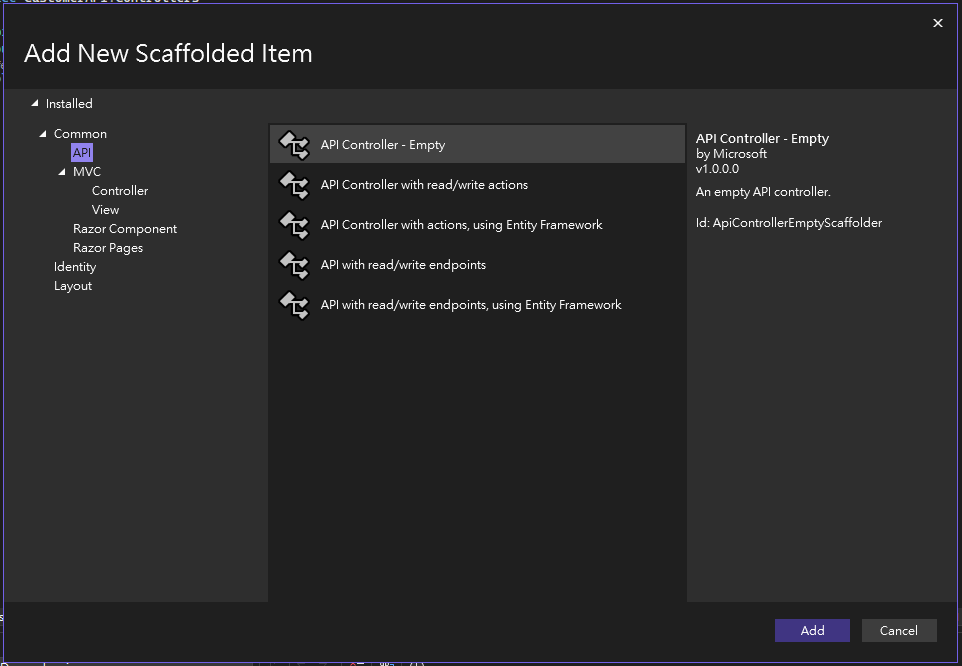 Add New Scaffolded Item
Installed
Common
API
MVC
Controller
View
Razor Component
Razor Pages
Identity
Layout
API Controller - Empty
API Controller with read/write actions
API Controller with actions, using Entity Framework
API with read/write endpoints
API with read/write endpoints, using Entity Framework
API Controller - Empty
by Microsoft
v1.0.0.0
An empty API controller.
Id: ApiControllerEmptyScaffolder
Add
Cancel